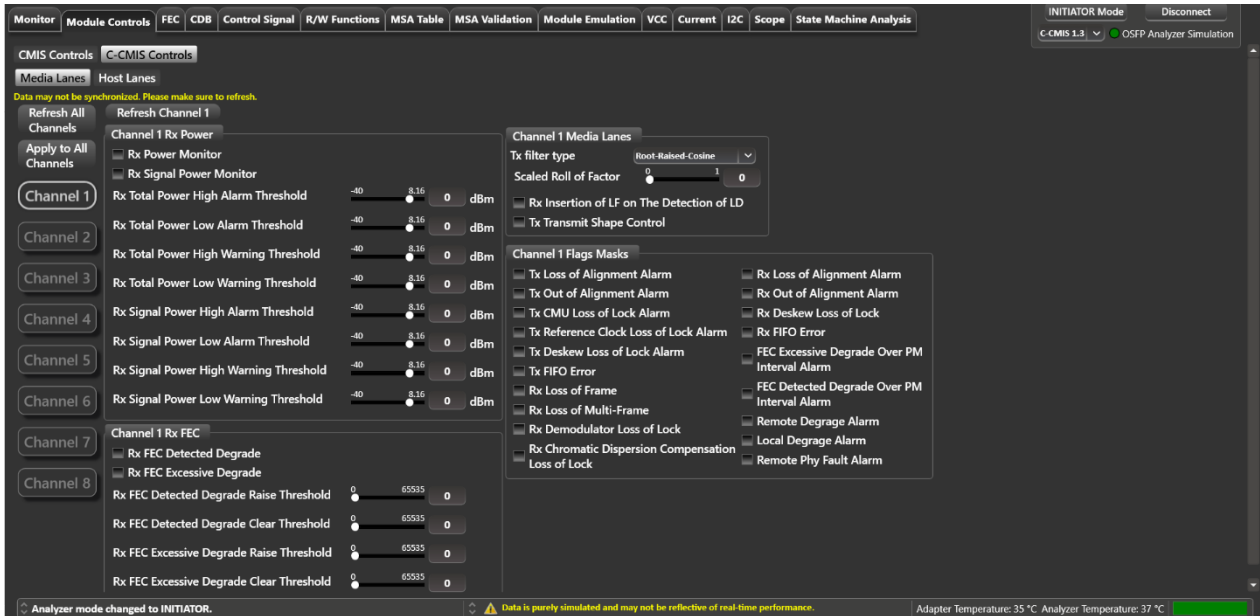 Monitor Module Controls FEC CDB Control Signal R/W Functions MSA Table MSA Validation Module Emulation VCC Current I2C Scope State Machine Analysis
INITIATOR Mode Disconnect
C-CMIS 1.3 OSFP Analyzer Simulation
CMIS Controls C-CMIS Controls
Media Lanes Host Lanes
Data may not be synchronized. Please make sure to refresh.
Refresh All
Channels
Apply to All
Channels
Channel 1
Channel 2
Channel 3
Channel 4
Channel 5
Channel 6
Channel 7
Channel 8
Refresh Channel 1
Channel 1 Rx Power
Rx Power Monitor
Rx Signal Power Monitor
Rx Total Power High Alarm Threshold -40 8.16 0 dBm
Rx Total Power Low Alarm Threshold -40 8.16 0 dBm
Rx Total Power High Warning Threshold -40 8.16 0 dBm
Rx Total Power Low Warning Threshold -40 8.16 0 dBm
Rx Signal Power High Alarm Threshold -40 8.16 0 dBm
Rx Signal Power Low Alarm Threshold -40 8.16 0 dBm
Rx Signal Power High Warning Threshold -40 8.16 0 dBm
Rx Signal Power Low Warning Threshold -40 8.16 0 dBm
Channel 1 Rx FEC
Rx FEC Detected Degrade
Rx FEC Excessive Degrade
Rx FEC Detected Degrade Raise Threshold 0 65535 0
Rx FEC Detected Degrade Clear Threshold 0 65535 0
Rx FEC Excessive Degrade Raise Threshold 0 65535 0
Rx FEC Excessive Degrade Clear Threshold 0 65535 0
Channel 1 Media Lanes
Tx filter type Root-Raised-Cosine
Scaled Roll of Factor 0 1 0
Rx Insertion of LF on The Detection of LD
Tx Transmit Shape Control
Channel 1 Flags Masks
Tx Loss of Alignment Alarm
Tx Out of Alignment Alarm
Tx CMU Loss of Lock Alarm
Tx Reference Clock Loss of Lock Alarm
Tx Deskew Loss of Lock Alarm
Tx FIFO Error
Rx Loss of Frame
Rx Loss of Multi-Frame
Rx Demodulator Loss of Lock
Rx Chromatic Dispersion Compensation
Loss of Lock
Rx Loss of Alignment Alarm
Rx Out of Alignment Alarm
Rx Deskew Loss of Lock
Rx FIFO Error
FEC Excessive Degrade Over PM
Interval Alarm
FEC Detected Degrade Over PM
Interval Alarm
Remote Degrage Alarm
Local Degrage Alarm
Remote Phy Fault Alarm
Analyzer mode changed to INITIATOR.
Data is purely simulated and may not be reflective of real-time performance.
Adapter Temperature: 35 °C Analyzer Temperature: 37 °C